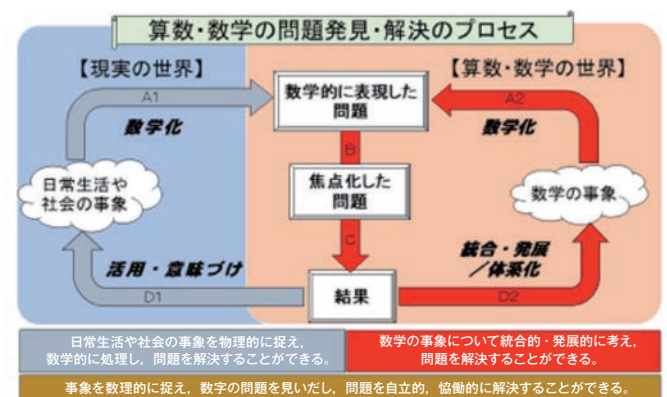 算数・数学の問題発見・解決のプロセス
【現実の世界】
【算数・数学の世界】
A1
数学的に表現した
問題
A2
数学化
数学化
B
日常生活や
社会の事象
焦点化した
問題
数学の事象
C
活用・意味づけ
統合・発展
／体系化
D1
結果
D2
日常生活や社会の事象を物理的に捉え，
数学的に処理し，問題を解決することができる。
数学の事象について統合的・発展的に考え，
問題を解決することができる。
事象を数理的に捉え，数字の問題を見いだし，問題を自立的，恊働的に解決することができる。